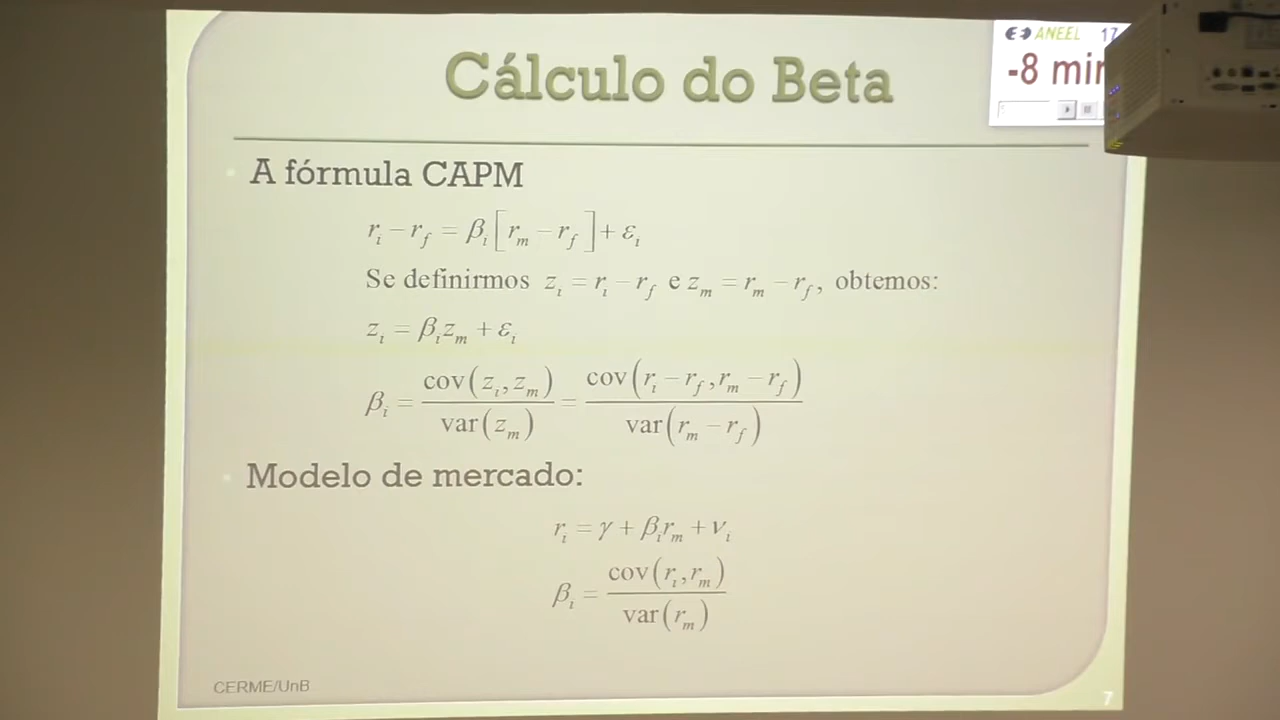 Cálculo do Beta
ANEEL 17
-8 min
A fórmula CAPM
r_i − r_f = β_i [r_m − r_f] + ε_i
Se definirmos z_i = r_i − r_f e z_m = r_m − r_f, obtemos:
z_i = β_i z_m + ε_i
β_i = cov(z_i, z_m) / var(z_m) = cov(r_i − r_f, r_m − r_f) / var(r_m − r_f)
Modelo de mercado:
r_i = γ + β_i r_m + ν_i
β_i = cov(r_i, r_m) / var(r_m)
CERME/UnB
7